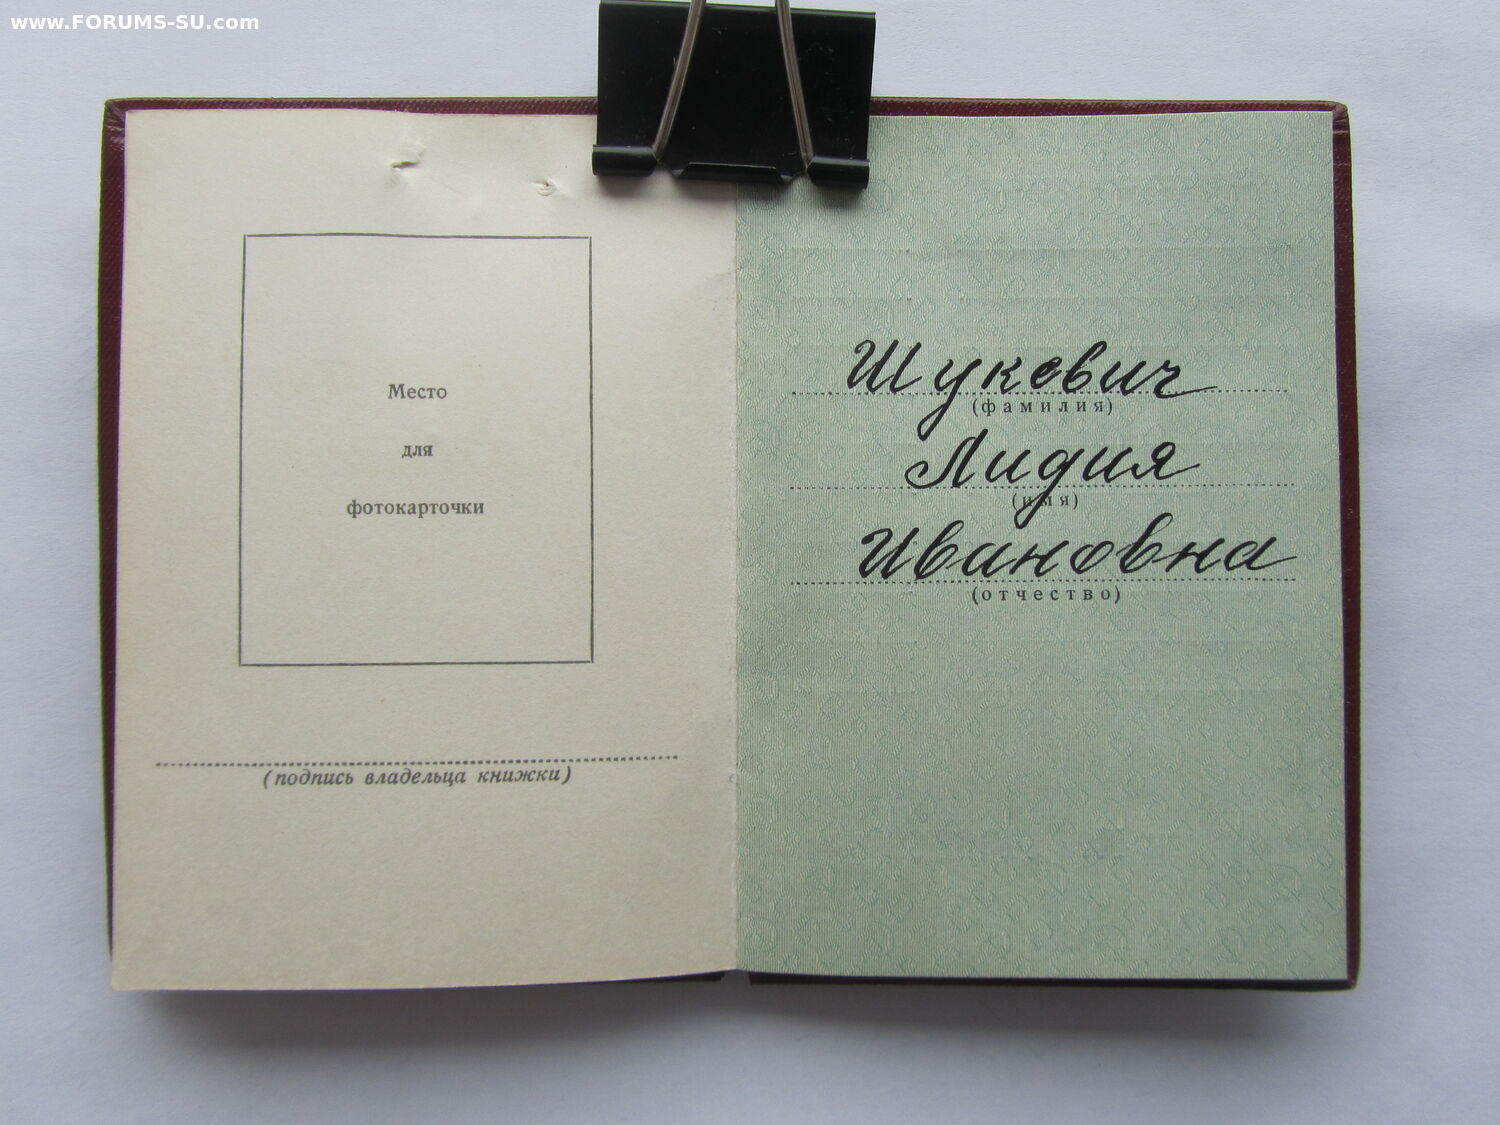 www.FORUMS-SU.com
Место
для
фотокарточки
(подпись владельца книжки)
Шукевич
(фамилия)
Лидия
(имя)
Ивановна
(отчество)